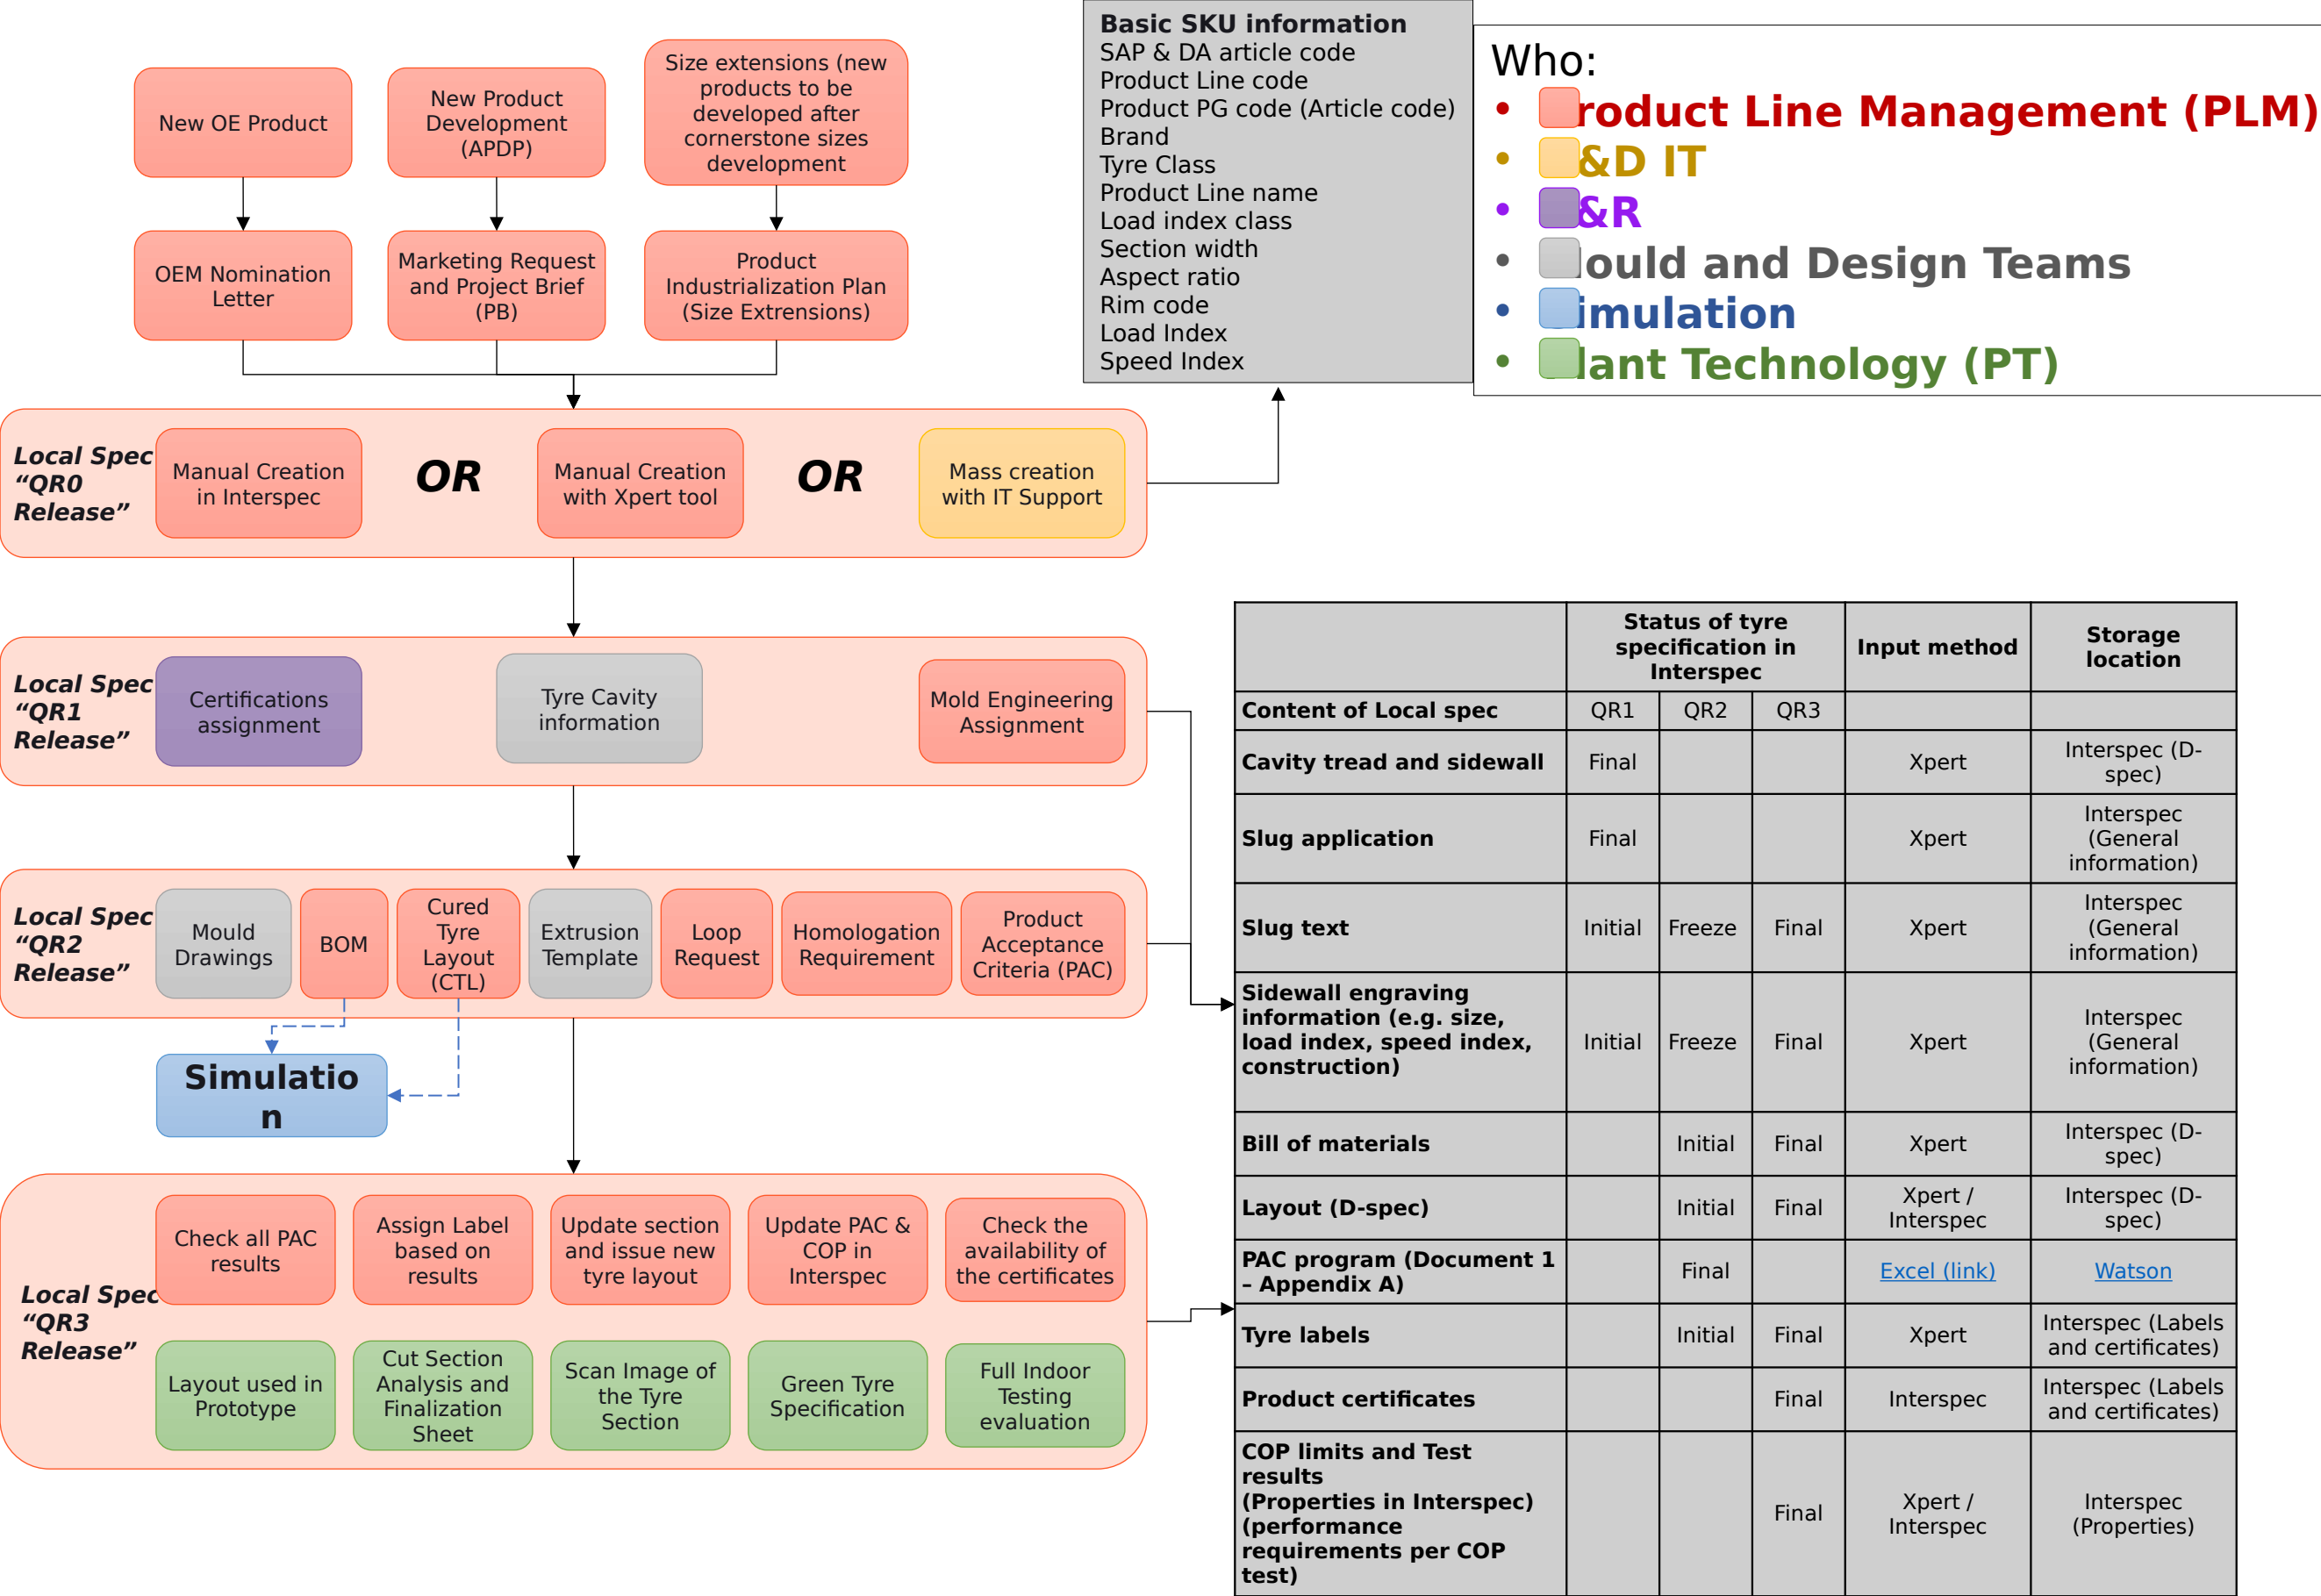 New OE Product
New Product
Development
(APDP)
Size extensions (new
products to be
developed after
cornerstone sizes
development
OEM Nomination
Letter
Marketing Request
and Project Brief
(PB)
Product
Industrialization Plan
(Size Extrensions)
Basic SKU information
SAP & DA article code
Product Line code
Product PG code (Article code)
Brand
Tyre Class
Product Line name
Load index class
Section width
Aspect ratio
Rim code
Load Index
Speed Index
Who:
• roduct Line Management (PLM)
• &D IT
• &R
• ould and Design Teams
• imulation
• lant Technology (PT)
Local Spec
“QR0
Release”
Manual Creation
in Interspec
OR
Manual Creation
with Xpert tool
OR
Mass creation
with IT Support
Local Spec
“QR1
Release”
Certifications
assignment
Tyre Cavity
information
Mold Engineering
Assignment
Local Spec
“QR2
Release”
Mould
Drawings
BOM
Cured
Tyre
Layout
(CTL)
Extrusion
Template
Loop
Request
Homologation
Requirement
Product
Acceptance
Criteria (PAC)
Simulatio
n
Local Spec
“QR3
Release”
Check all PAC
results
Assign Label
based on
results
Update section
and issue new
tyre layout
Update PAC &
COP in
Interspec
Check the
availability of
the certificates
Layout used in
Prototype
Cut Section
Analysis and
Finalization
Sheet
Scan Image of
the Tyre
Section
Green Tyre
Specification
Full Indoor
Testing
evaluation
Status of tyre
specification in
Interspec
Input method
Storage
location
Content of Local spec QR1 QR2 QR3
Cavity tread and sidewall Final Xpert
Interspec (D-
spec)
Slug application Final Xpert
Interspec
(General
information)
Slug text Initial Freeze Final Xpert
Interspec
(General
information)
Sidewall engraving
information (e.g. size,
load index, speed index,
construction)
Initial Freeze Final Xpert
Interspec
(General
information)
Bill of materials Initial Final Xpert
Interspec (D-
spec)
Layout (D-spec) Initial Final
Xpert /
Interspec
Interspec (D-
spec)
PAC program (Document 1
– Appendix A)
Final Excel (link) Watson
Tyre labels Initial Final Xpert
Interspec (Labels
and certificates)
Product certificates Final Interspec
Interspec (Labels
and certificates)
COP limits and Test
results
(Properties in Interspec)
(performance
requirements per COP
test)
Final
Xpert /
Interspec
Interspec
(Properties)